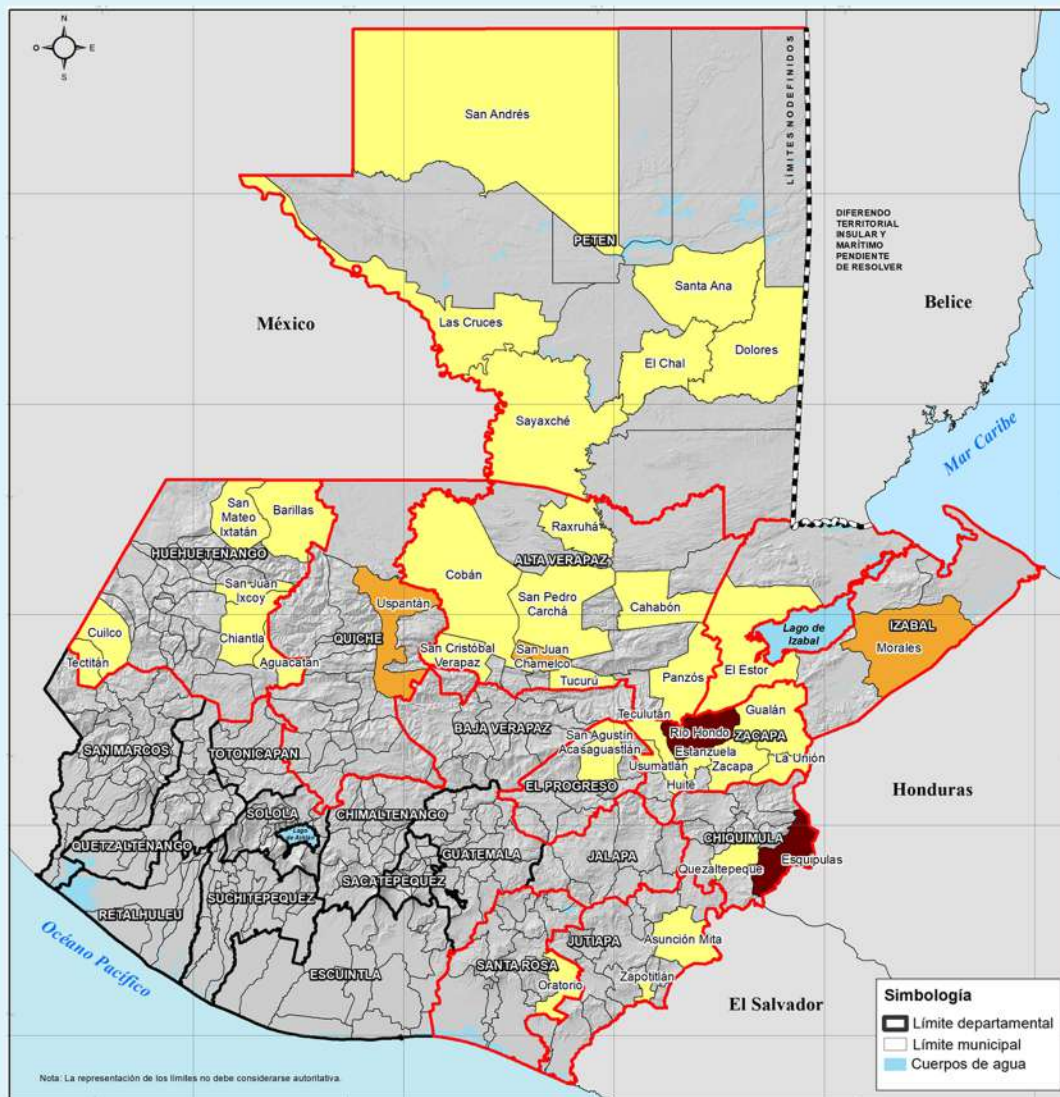 N
O
E
S
San Andrés
LÍMITES NO DEFINIDOS
DIFERENDO
TERRITORIAL
INSULAR Y
MARÍTIMO
PENDIENTE
DE RESOLVER
PETEN
Santa Ana
Belice
México
Las Cruces
El Chal
Dolores
Sayaxché
Mar Caribe
San
Mateo
Ixtatán
Barillas
Raxruhá
HUEHUETENANGO
ALTA VERAPAZ
Cobán
San Juan
Ixcoy
Uspantán
San Pedro
Carchá
Cahabón
Lago de
Izabal
IZABAL
Cuilco
Chiantla
QUICHE
Morales
San Cristóbal
Verapaz
San Juan
Chamelco
Tectitán
Aguacatán
Tucurú
Panzós
El Estor
Teculután
Gualán
BAJA VERAPAZ
Río Hondo
ZACAPA
SAN MARCOS
TOTONICAPAN
San Agustín
Acasaguastlán
Estanzuela
Usumatlán
Zacapa
La Unión
EL PROGRESO
Huité
Honduras
SOLOLA
CHIMALTENANGO
Lago
de Atitlán
QUETZALTENANGO
GUATEMALA
JALAPA
CHIQUIMULA
Esquipulas
Quezaltepeque
SACATEPEQUEZ
SUCHITEPEQUEZ
RETALHULEU
Océano Pacífico
JUTIAPA
Asunción Mita
ESCUINTLA
SANTA ROSA
Zapotitlán
Oratorio
El Salvador
Simbología
Límite departamental
Límite municipal
Cuerpos de agua
Nota: La representación de los límites no debe considerarse autoritativa.